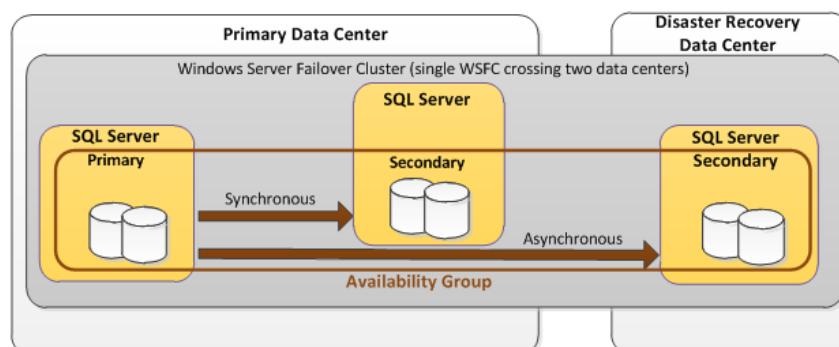 Primary Data Center
Disaster Recovery
Data Center
Windows Server Failover Cluster (single WSFC crossing two data centers)
SQL Server
Primary
SQL Server
Secondary
SQL Server
Secondary
Synchronous
Asynchronous
Availability Group